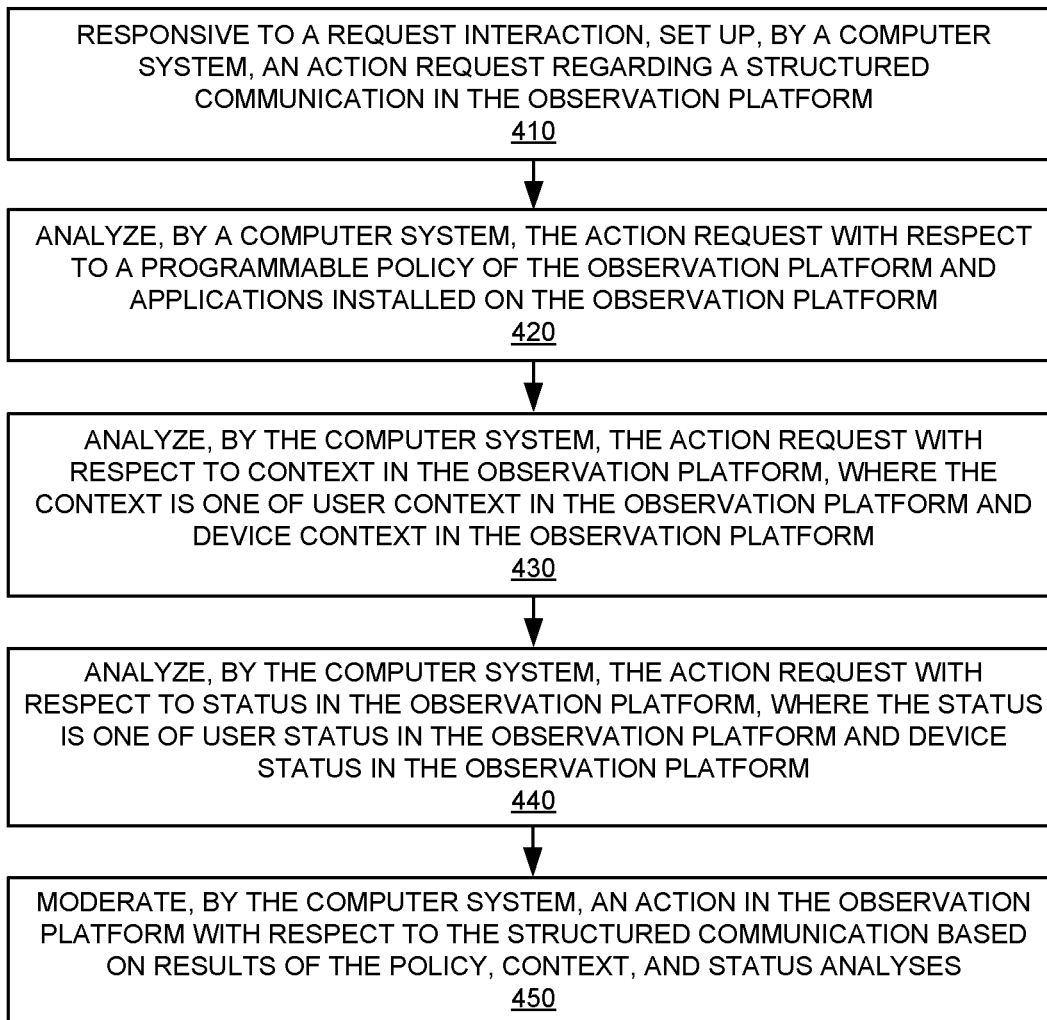 RESPONSIVE TO A REQUEST INTERACTION, SET UP, BY A COMPUTER
SYSTEM, AN ACTION REQUEST REGARDING A STRUCTURED
COMMUNICATION IN THE OBSERVATION PLATFORM
410
ANALYZE, BY A COMPUTER SYSTEM, THE ACTION REQUEST WITH RESPECT
TO A PROGRAMMABLE POLICY OF THE OBSERVATION PLATFORM AND
APPLICATIONS INSTALLED ON THE OBSERVATION PLATFORM
420
ANALYZE, BY THE COMPUTER SYSTEM, THE ACTION REQUEST WITH
RESPECT TO CONTEXT IN THE OBSERVATION PLATFORM, WHERE THE
CONTEXT IS ONE OF USER CONTEXT IN THE OBSERVATION PLATFORM AND
DEVICE CONTEXT IN THE OBSERVATION PLATFORM
430
ANALYZE, BY THE COMPUTER SYSTEM, THE ACTION REQUEST WITH
RESPECT TO STATUS IN THE OBSERVATION PLATFORM, WHERE THE STATUS
IS ONE OF USER STATUS IN THE OBSERVATION PLATFORM AND DEVICE
STATUS IN THE OBSERVATION PLATFORM
440
MODERATE, BY THE COMPUTER SYSTEM, AN ACTION IN THE OBSERVATION
PLATFORM WITH RESPECT TO THE STRUCTURED COMMUNICATION BASED
ON RESULTS OF THE POLICY, CONTEXT, AND STATUS ANALYSES
450